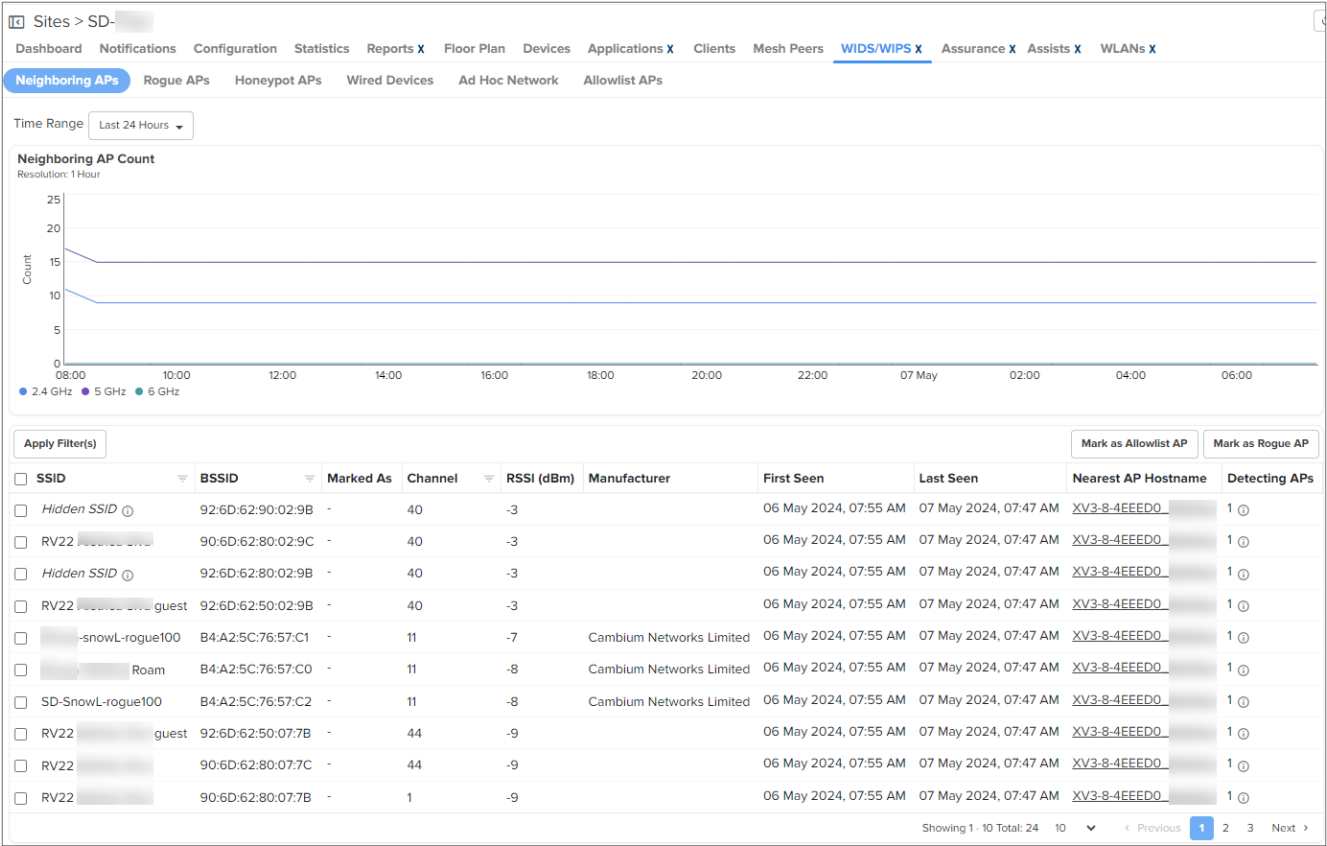 Sites > SD-
Dashboard Notifications Configuration Statistics Reports X Floor Plan Devices Applications X Clients Mesh Peers WIDS/WIPS X Assurance X Assists X WLANs X
Neighboring APs Rogue APs Honeypot APs Wired Devices Ad Hoc Network Allowlist APs
Time Range Last 24 Hours
Neighboring AP Count
Resolution: 1 Hour
Count
25
20
15
10
5
0
08:00 10:00 12:00 14:00 16:00 18:00 20:00 22:00 07 May 02:00 04:00 06:00
2.4 GHz 5 GHz 6 GHz
Apply Filter(s) Mark as Allowlist AP Mark as Rogue AP
SSID BSSID Marked As Channel RSSI (dBm) Manufacturer First Seen Last Seen Nearest AP Hostname Detecting APs
Hidden SSID 92:6D:62:90:02:9B - 40 -3 06 May 2024, 07:55 AM 07 May 2024, 07:47 AM XV3-8-4EEED0_ 1
RV22 90:6D:62:80:02:9C - 40 -3 06 May 2024, 07:55 AM 07 May 2024, 07:47 AM XV3-8-4EEED0_ 1
Hidden SSID 92:6D:62:80:02:9B - 40 -3 06 May 2024, 07:55 AM 07 May 2024, 07:47 AM XV3-8-4EEED0_ 1
RV22 guest 92:6D:62:50:02:9B - 40 -3 06 May 2024, 07:55 AM 07 May 2024, 07:47 AM XV3-8-4EEED0_ 1
-snowL-rogue100 B4:A2:5C:76:57:C1 - 11 -7 Cambium Networks Limited 06 May 2024, 07:55 AM 07 May 2024, 07:47 AM XV3-8-4EEED0_ 1
Roam B4:A2:5C:76:57:C0 - 11 -8 Cambium Networks Limited 06 May 2024, 07:55 AM 07 May 2024, 07:47 AM XV3-8-4EEED0_ 1
SD-SnowL-rogue100 B4:A2:5C:76:57:C2 - 11 -8 Cambium Networks Limited 06 May 2024, 07:55 AM 07 May 2024, 07:47 AM XV3-8-4EEED0_ 1
RV22 guest 92:6D:62:50:07:7B - 44 -9 06 May 2024, 07:55 AM 07 May 2024, 07:47 AM XV3-8-4EEED0_ 1
RV22 90:6D:62:80:07:7C - 44 -9 06 May 2024, 07:55 AM 07 May 2024, 07:47 AM XV3-8-4EEED0_ 1
RV22 90:6D:62:80:07:7B - 1 -9 06 May 2024, 07:55 AM 07 May 2024, 07:47 AM XV3-8-4EEED0_ 1
Showing 1 - 10 Total: 24 10 < Previous 1 2 3 Next >